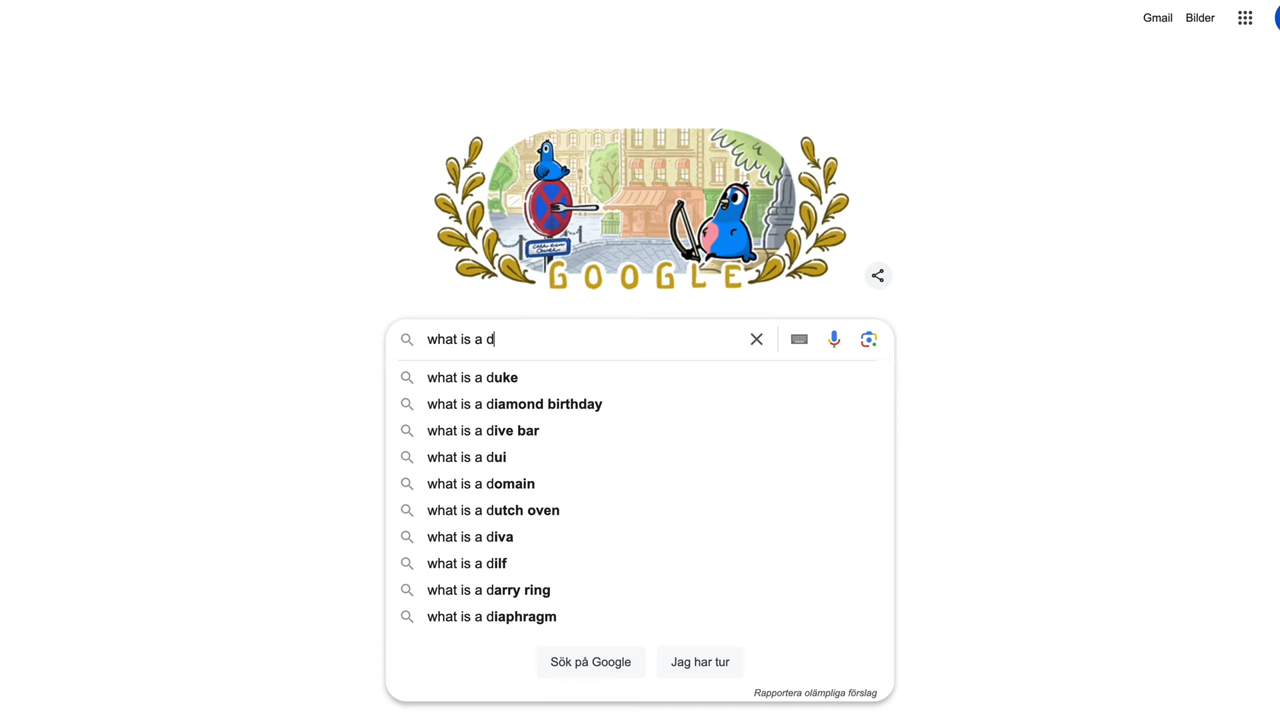 Gmail Bilder
GOOGLE
what is a d
what is a duke
what is a diamond birthday
what is a dive bar
what is a dui
what is a domain
what is a dutch oven
what is a diva
what is a dilf
what is a darry ring
what is a diaphragm
Sök på Google Jag har tur
Rapportera olämpliga förslag